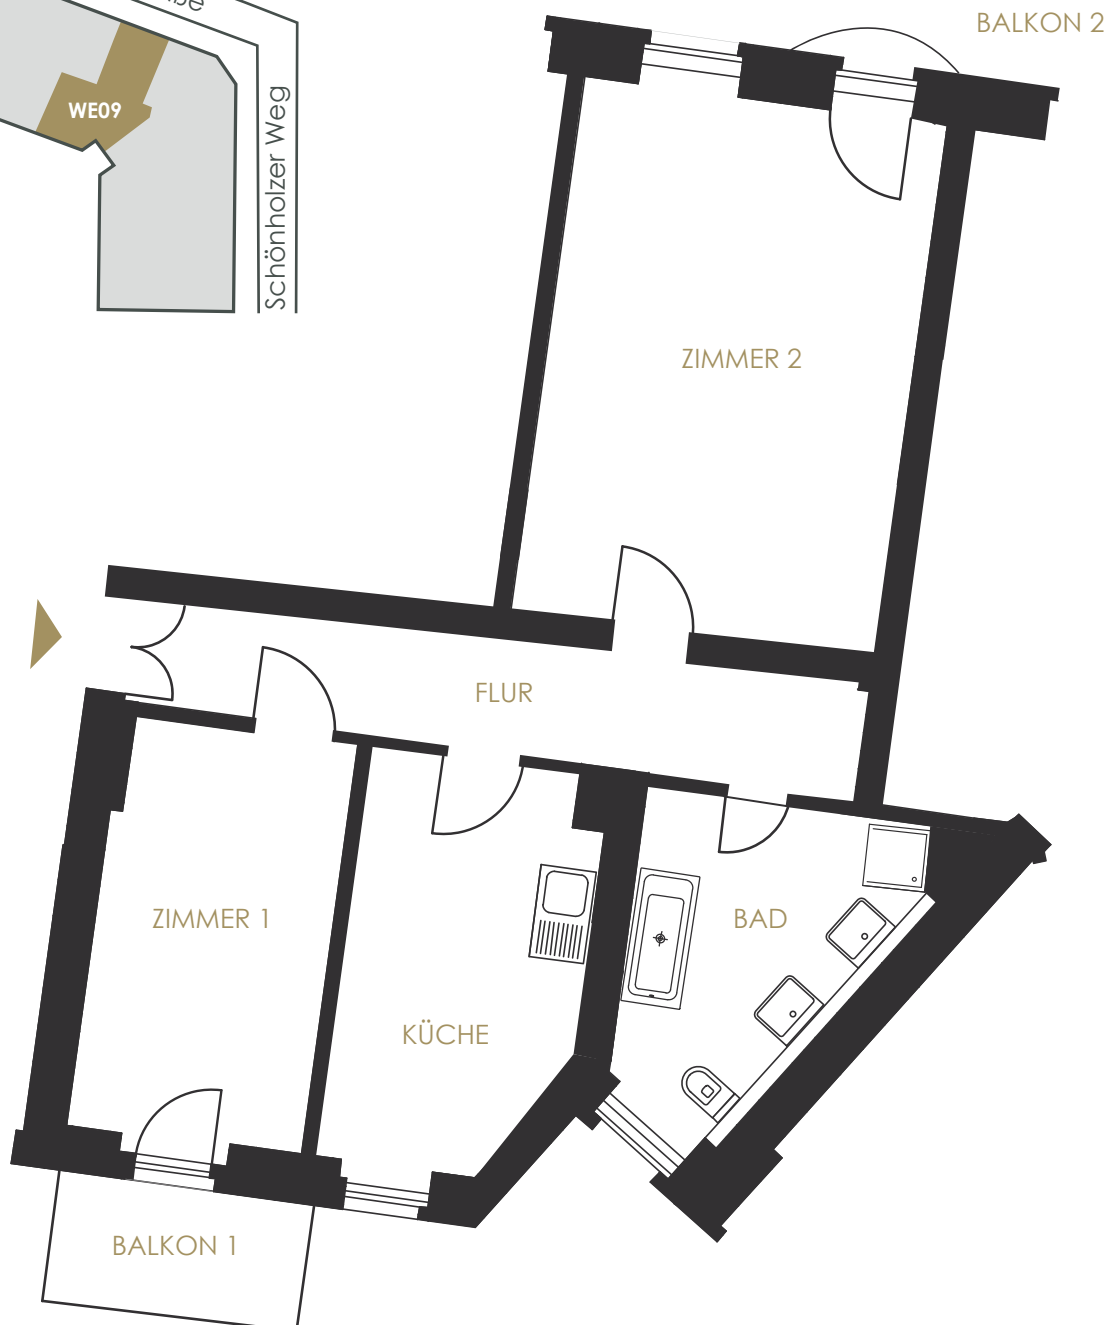 BALKON 2
WE09
Schönholzer Weg
ZIMMER 2
FLUR
ZIMMER 1
BAD
KÜCHE
BALKON 1